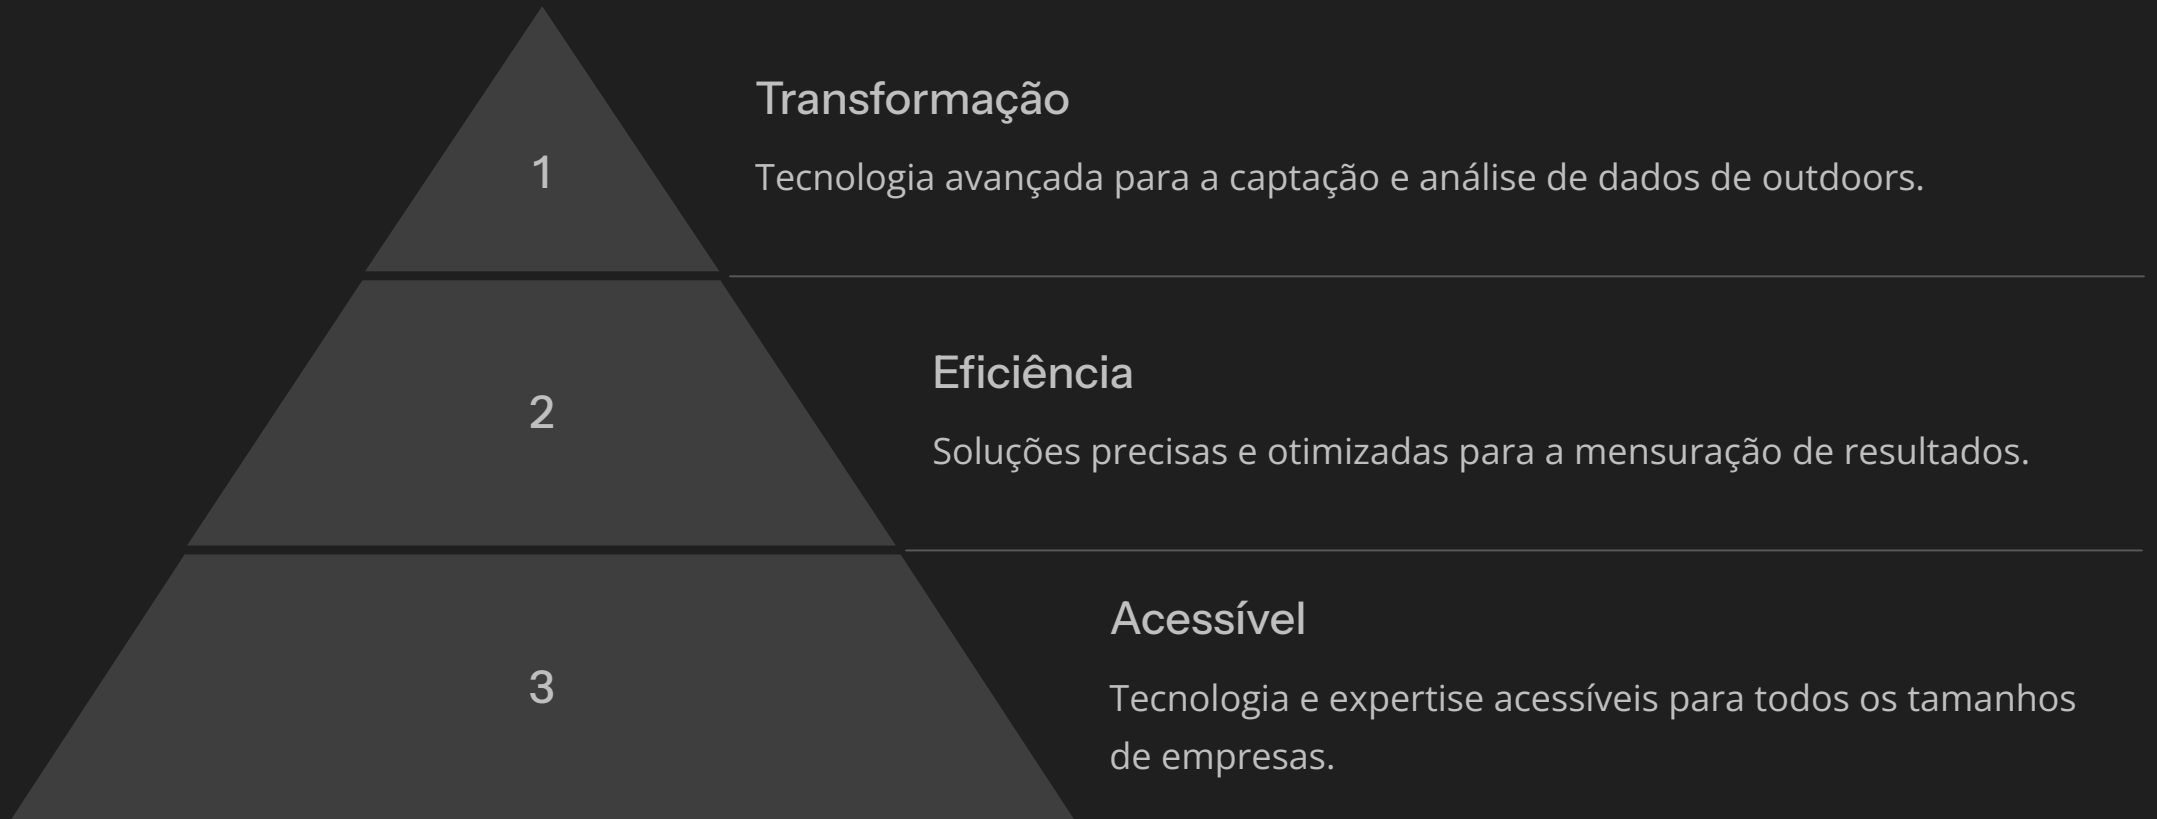 1
Transformação
Tecnologia avançada para a captação e análise de dados de outdoors.
2
Eficiência
Soluções precisas e otimizadas para a mensuração de resultados.
3
Acessível
Tecnologia e expertise acessíveis para todos os tamanhos
de empresas.